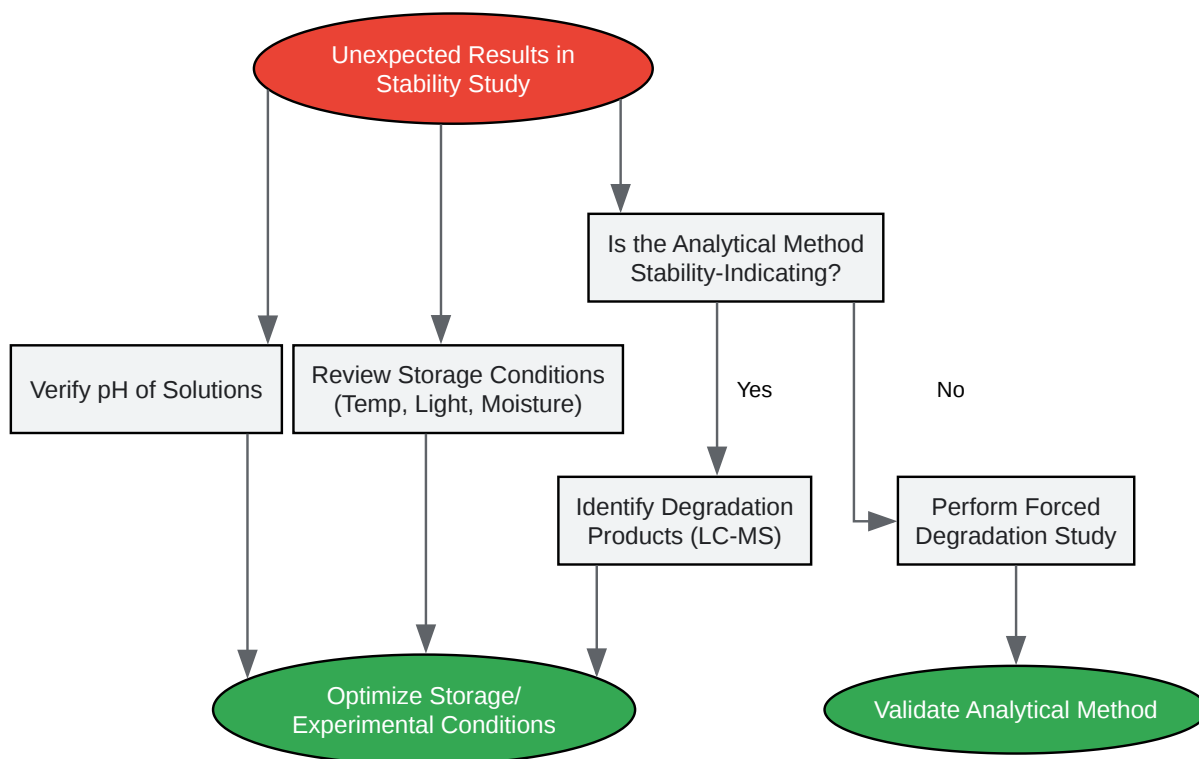 Unexpected Results in
Stability Study
Is the Analytical Method
Stability-Indicating?
Verify pH of Solutions
Review Storage Conditions
(Temp, Light, Moisture)
Yes
No
Identify Degradation
Products (LC-MS)
Perform Forced
Degradation Study
Optimize Storage/
Experimental Conditions
Validate Analytical Method